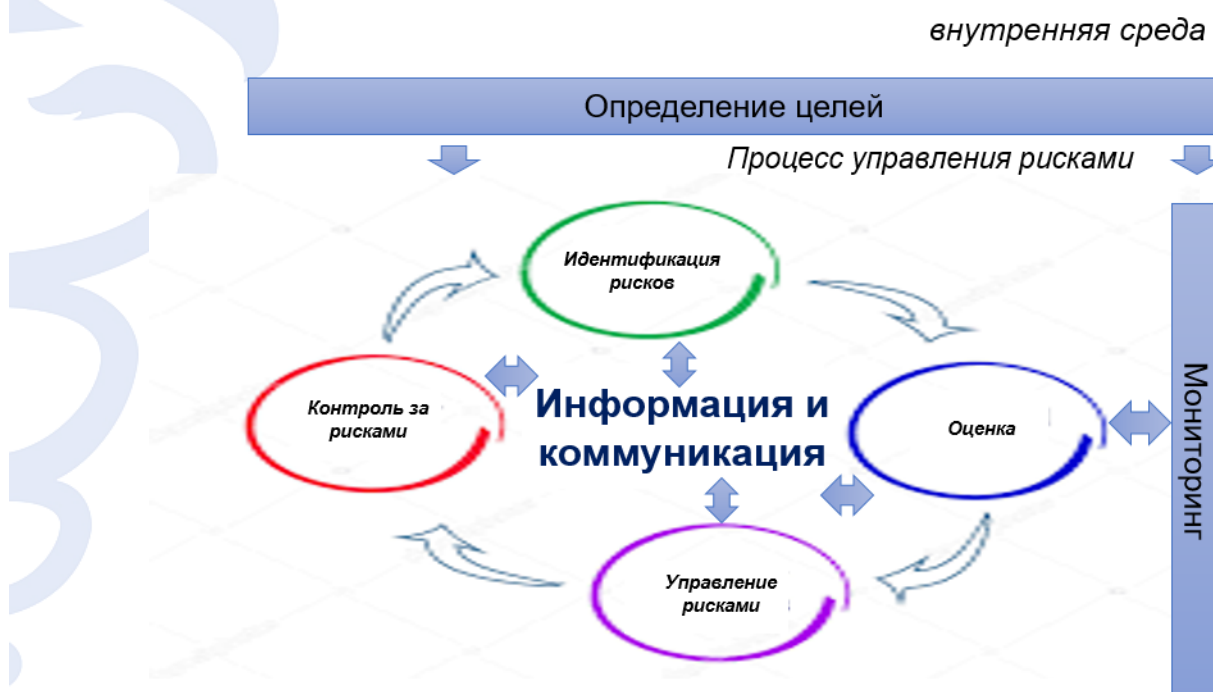 внутренняя среда
Определение целей
Процесс управления рисками
Идентификация
рисков
Контроль за
рисками
Информация и
коммуникация
Оценка
Мониторинг
Управление
рисками